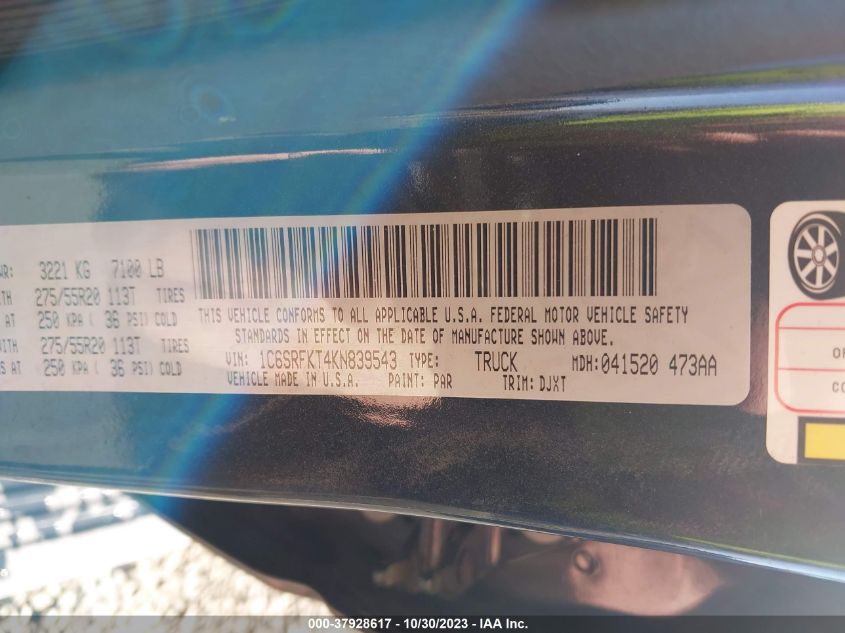 WR: 3221 KG 7100 LB
ITH 275/55R20 113T TIRES
AT 250 KPA ( 36 PSI) COLD
WITH 275/55R20 113T TIRES
S AT 250 KPA ( 36 PSI) COLD
THIS VEHICLE CONFORMS TO ALL APPLICABLE U.S.A. FEDERAL MOTOR VEHICLE SAFETY
STANDARDS IN EFFECT ON THE DATE OF MANUFACTURE SHOWN ABOVE.
VIN: 1C6SRFKT4KN839543 TYPE: TRUCK MDH:041520 473AA
VEHICLE MADE IN U.S.A. PAINT: PAR TRIM: DJXT
000-37928617 - 10/30/2023 - IAA Inc.